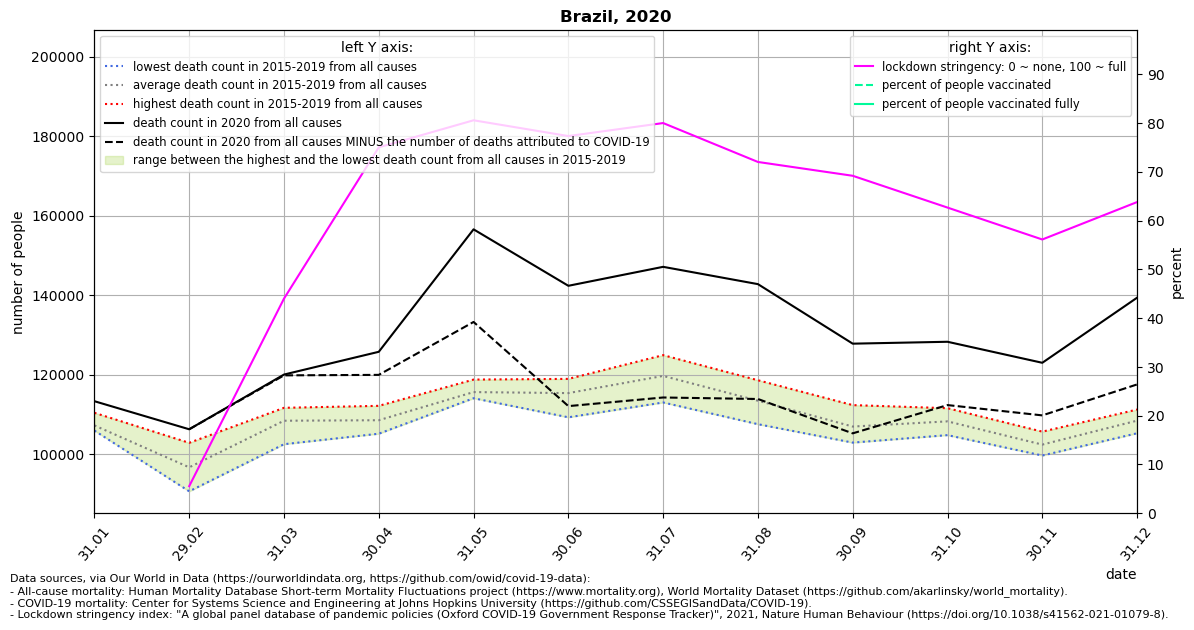 Brazil, 2020
left Y axis:
lowest death count in 2015-2019 from all causes
average death count in 2015-2019 from all causes
highest death count in 2015-2019 from all causes
death count in 2020 from all causes
death count in 2020 from all causes MINUS the number of deaths attributed to COVID-19
range between the highest and the lowest death count from all causes in 2015-2019
right Y axis:
lockdown stringency: 0 ~ none, 100 ~ full
percent of people vaccinated
percent of people vaccinated fully
number of people
200000
180000
160000
140000
120000
100000
percent
90
80
70
60
50
40
30
20
10
0
31.01
29.02
31.03
30.04
31.05
30.06
31.07
31.08
30.09
31.10
30.11
31.12
date
Data sources, via Our World in Data (https://ourworldindata.org, https://github.com/owid/covid-19-data):
- All-cause mortality: Human Mortality Database Short-term Mortality Fluctuations project (https://www.mortality.org), World Mortality Dataset (https://github.com/akarlinsky/world_mortality).
- COVID-19 mortality: Center for Systems Science and Engineering at Johns Hopkins University (https://github.com/CSSEGISandData/COVID-19).
- Lockdown stringency index: "A global panel database of pandemic policies (Oxford COVID-19 Government Response Tracker)", 2021, Nature Human Behaviour (https://doi.org/10.1038/s41562-021-01079-8).